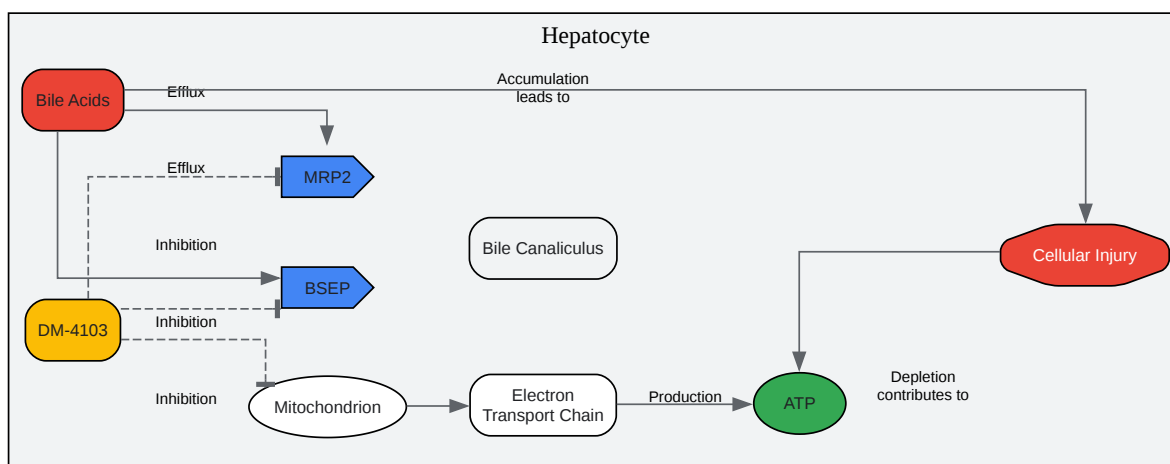 Hepatocyte
Accumulation
leads to
Efflux
Bile Acids
Efflux
MRP2
Inhibition
Bile Canaliculus
Cellular Injury
BSEP
DM-4103
Inhibition
Inhibition
Mitochondrion
Electron
Transport Chain
Production
ATP
Depletion
contributes to